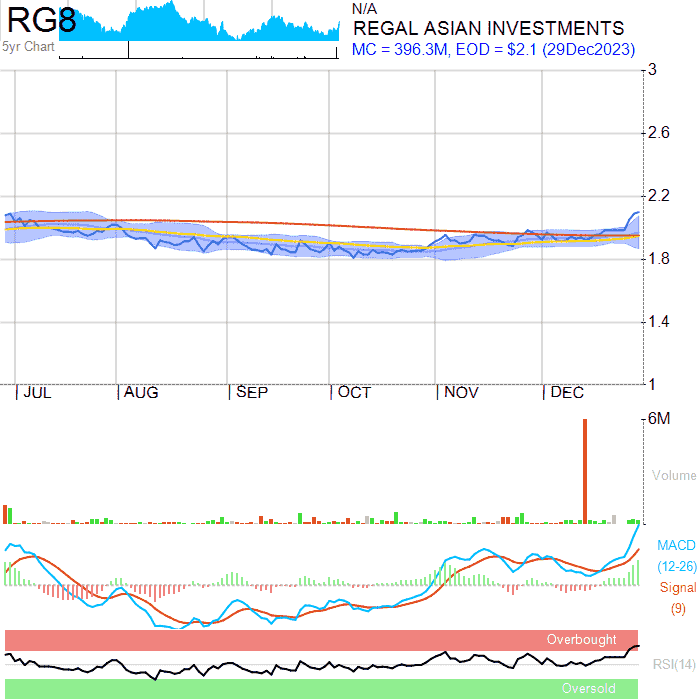 RG8
5yr Chart
N/A
REGAL ASIAN INVESTMENTS
MC = 396.3M, EOD = $2.1 (29Dec2023)
3
2.6
2.2
1.8
1.4
1
JUL AUG SEP OCT NOV DEC
6M
Volume
MACD
(12-26)
Signal
(9)
Overbought
RSI(14)
Oversold